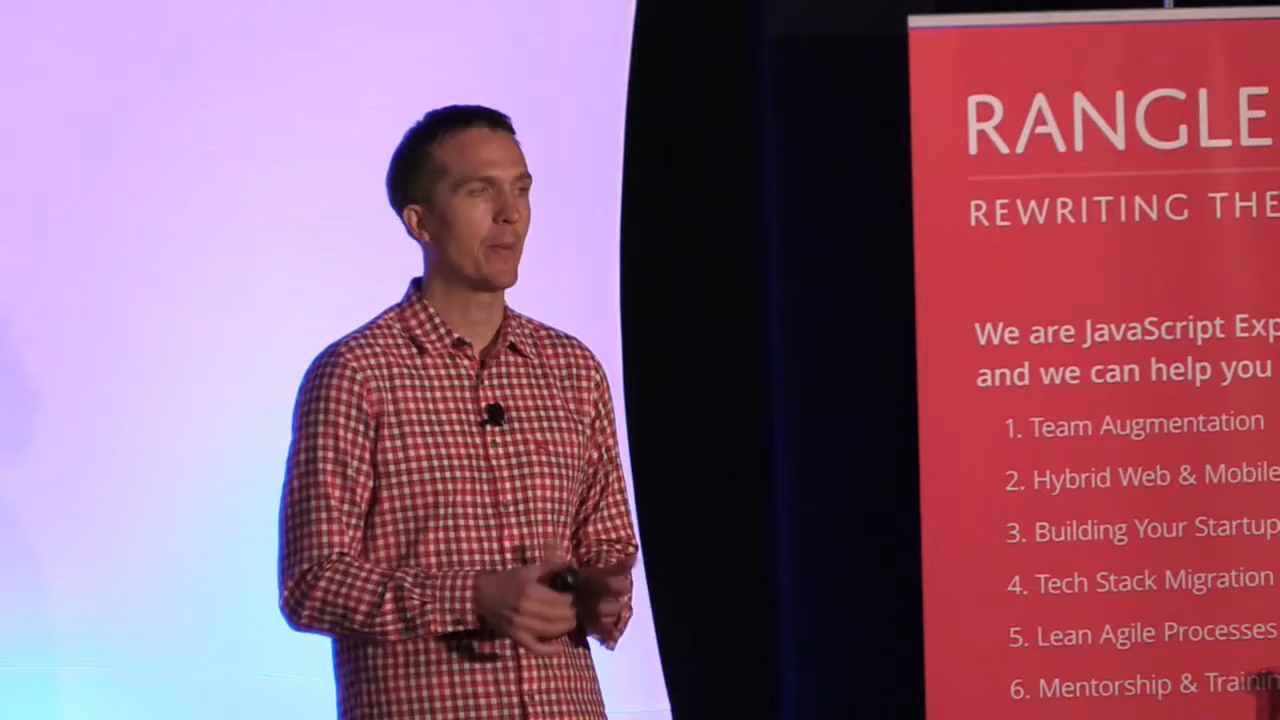 RANGLE
REWRITING THE
We are JavaScript Exp
and we can help you
1. Team Augmentation
2. Hybrid Web & Mobile
3. Building Your Startup
4. Tech Stack Migration
5. Lean Agile Processes
6. Mentorship & Trainin